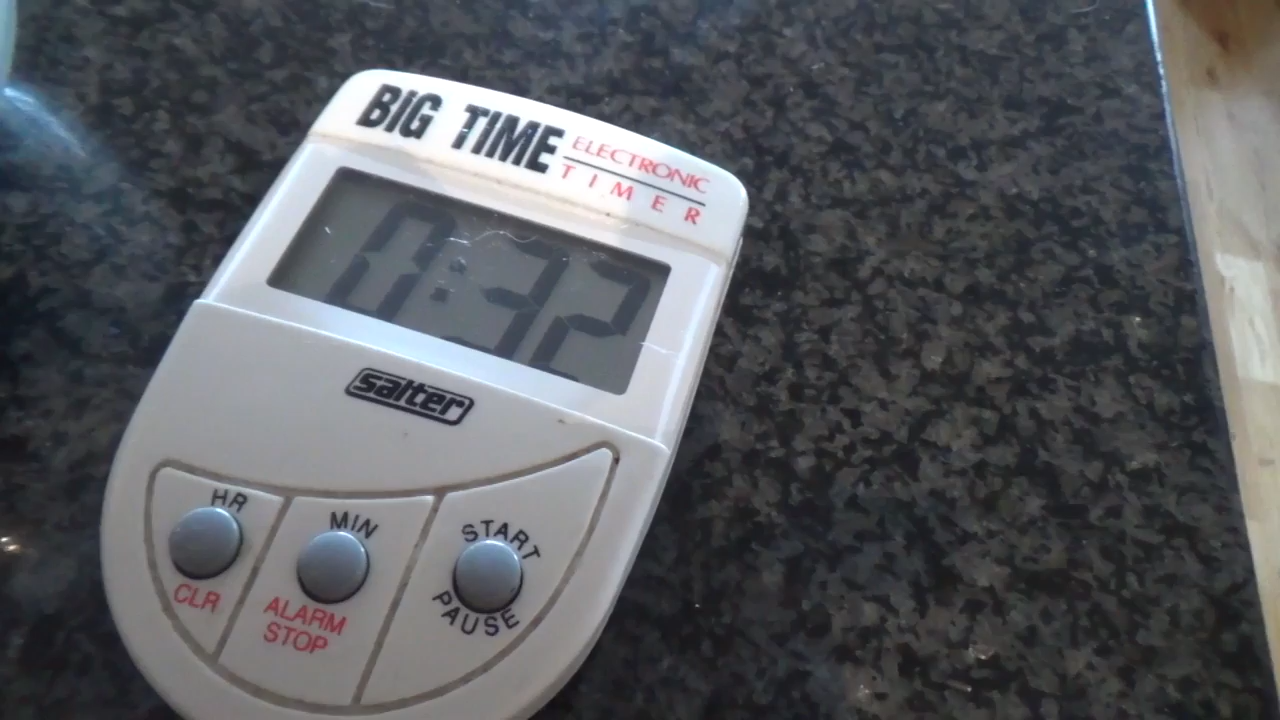 BIG TIME ELECTRONIC
TIMER
0:32
salter
HR
MIN
START
CLR
ALARM
STOP
PAUSE